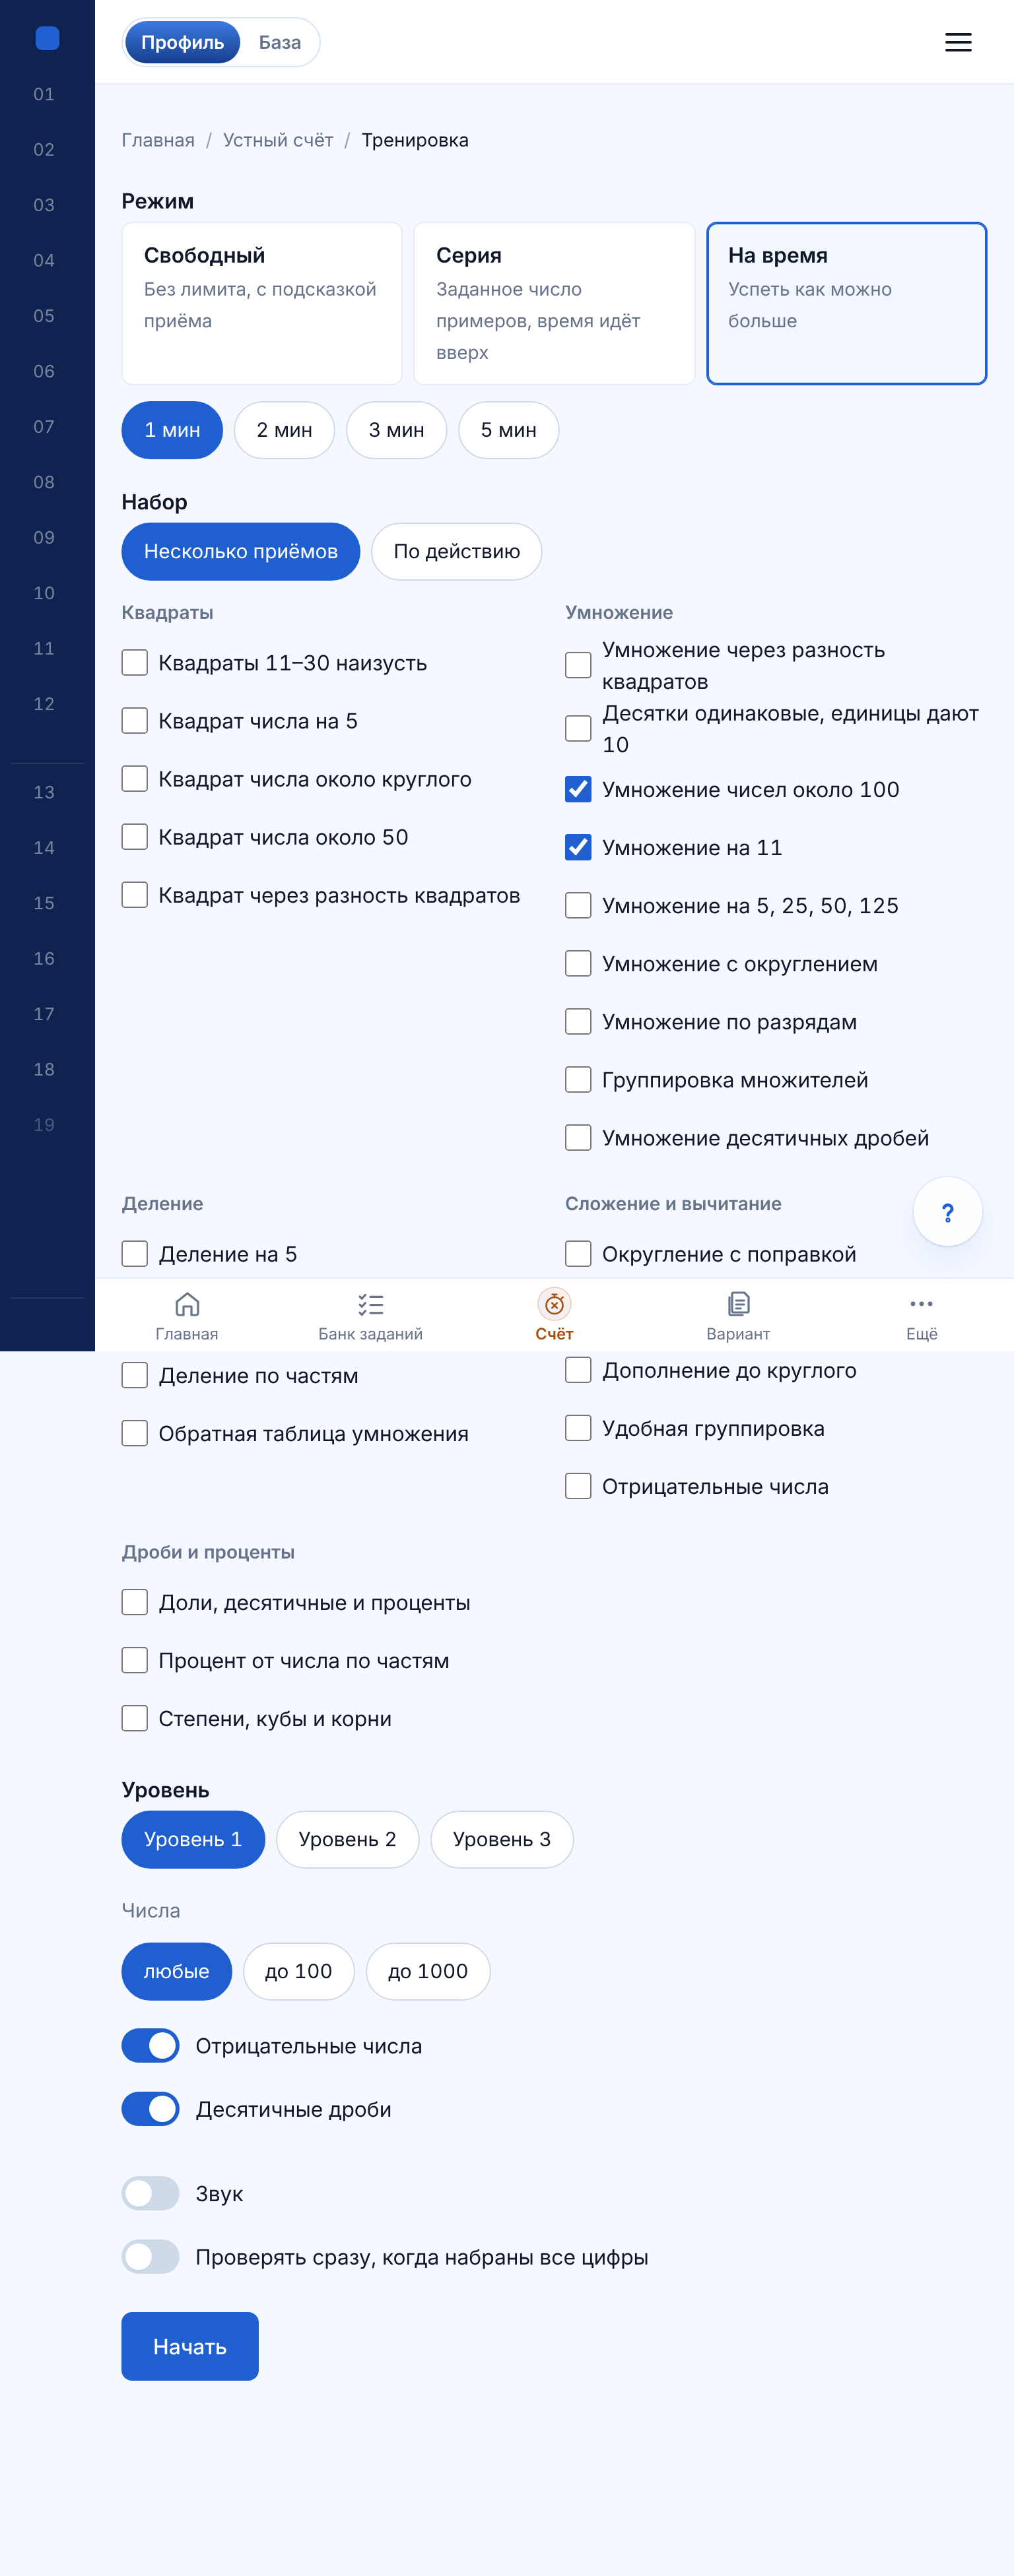 Профиль
База
01
02
03
04
05
06
07
08
09
10
11
12
13
14
15
16
17
18
19
Главная / Устный счёт / Тренировка
Режим
Свободный
Без лимита, с подсказкой
приёма
Серия
Заданное число
примеров, время идёт
вверх
На время
Успеть как можно
больше
1 мин
2 мин
3 мин
5 мин
Набор
Несколько приёмов
По действию
Квадраты
Квадраты 11–30 наизусть
Квадрат числа на 5
Квадрат числа около круглого
Квадрат числа около 50
Квадрат через разность квадратов
Умножение
Умножение через разность
квадратов
Десятки одинаковые, единицы дают
10
Умножение чисел около 100
Умножение на 11
Умножение на 5, 25, 50, 125
Умножение с округлением
Умножение по разрядам
Группировка множителей
Умножение десятичных дробей
Деление
Деление на 5
Сложение и вычитание
Округление с поправкой
?
Главная
Банк заданий
Счёт
Вариант
Ещё
Деление по частям
Обратная таблица умножения
Дополнение до круглого
Удобная группировка
Отрицательные числа
Дроби и проценты
Доли, десятичные и проценты
Процент от числа по частям
Степени, кубы и корни
Уровень
Уровень 1
Уровень 2
Уровень 3
Числа
любые
до 100
до 1000
Отрицательные числа
Десятичные дроби
Звук
Проверять сразу, когда набраны все цифры
Начать